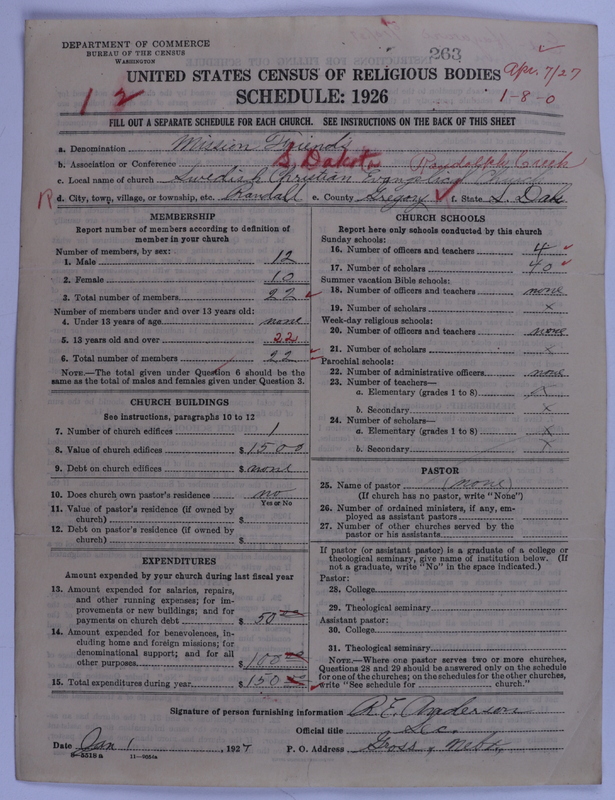 DEPARTMENT OF COMMERCE
BUREAU OF THE CENSUS
WASHINGTON
263
UNITED STATES CENSUS OF RELIGIOUS BODIES Apr. 7/27
12 SCHEDULE: 1926 1-8-0
FILL OUT A SEPARATE SCHEDULE FOR EACH CHURCH. SEE INSTRUCTIONS ON THE BACK OF THIS SHEET
a. Denomination Mission Friends
b. Association or Conference S. Dakota Randolph Creek
c. Local name of church Swedish Christian Evangelical Church
R d. City, town, village, or township, etc. Randall e. County Gregory f. State S. Dak.
MEMBERSHIP
Report number of members according to definition of
member in your church
Number of members, by sex:
1. Male 12
2. Female 10
3. Total number of members 22
Number of members under and over 13 years old:
4. Under 13 years of age none
5. 13 years old and over 22
6. Total number of members 22
NOTE.—The total given under Question 6 should be
the same as the total of males and females given under Question 3.
CHURCH BUILDINGS
See instructions, paragraphs 10 to 12
7. Number of church edifices 1
8. Value of church edifices $ 1500
9. Debt on church edifices $ none
10. Does church own pastor's residence no
Yes or No
11. Value of pastor's residence (if owned by
church) $
12. Debt on pastor's residence (if owned by
church) $
EXPENDITURES
Amount expended by your church during last fiscal year
13. Amount expended for salaries, repairs,
and other running expenses; for im-
provements or new buildings; and for
payments on church debt $ 50
14. Amount expended for benevolences, in-
cluding home and foreign missions; for
denominational support; and for all
other purposes $ 100
15. Total expenditures during year $ 150
CHURCH SCHOOLS
Report here only schools conducted by this church
Sunday schools:
16. Number of officers and teachers 4
17. Number of scholars 40
Summer vacation Bible schools:
18. Number of officers and teachers none
19. Number of scholars x
Week-day religious schools:
20. Number of officers and teachers none
21. Number of scholars x
Parochial schools:
22. Number of administrative officers none
23. Number of teachers—
a. Elementary (grades 1 to 8) x
b. Secondary x
24. Number of scholars—
a. Elementary (grades 1 to 8) x
b. Secondary x
PASTOR
25. Name of pastor (none)
(If church has no pastor, write "None")
26. Number of ordained ministers, if any, em-
ployed as assistant pastors
27. Number of other churches served by the
pastor or his assistants
If pastor (or assistant pastor) is a graduate of a college or
theological seminary, give name of institution below. (If
not a graduate, write "No" in the space indicated.)
Pastor:
28. College
29. Theological seminary
Assistant pastor:
30. College
31. Theological seminary
NOTE.—Where one pastor serves two or more churches,
Questions 28 and 29 should be answered only on the schedule
for one of the churches; on the schedules for the other churches,
write "See schedule for church."
Signature of person furnishing information R. E. Anderson
Official title Sc.
Date Jan 1, 1927 P. O. Address Gross, Nebr.
8—5518a 11—9054a